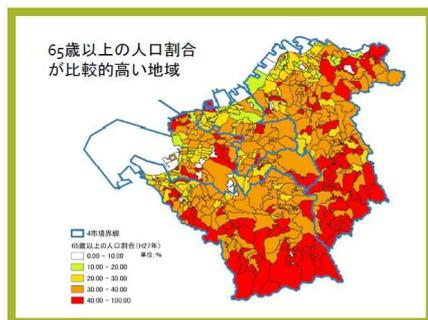 65歳以上の人口割合
が比較的高い地域
4市境界線
65歳以上の人口割合(H27年)
単位, %
0.00 - 10.00
10.00 - 20.00
20.00 - 30.00
30.00 - 40.00
40.00 - 100.00